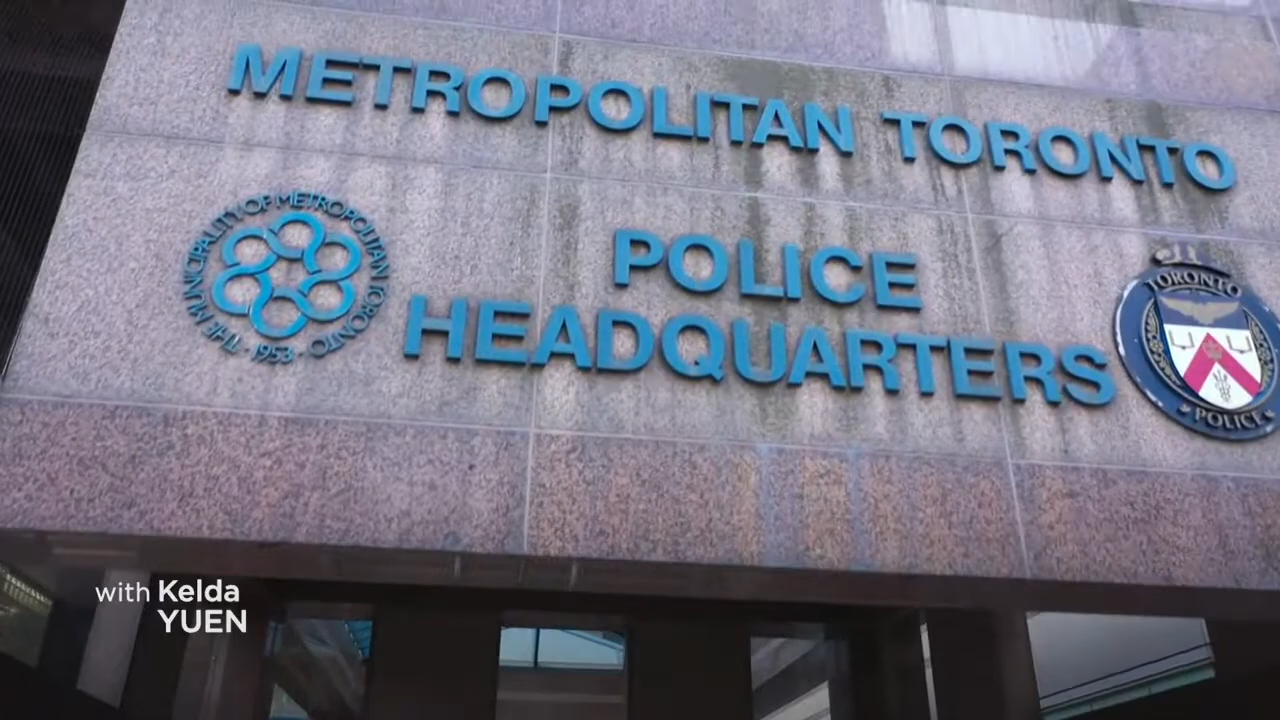 METROPOLITAN TORONTO
POLICE
HEADQUARTERS
THE MUNICIPALITY OF METROPOLITAN TORONTO
· 1953 ·
TORONTO
POLICE
with Kelda
YUEN